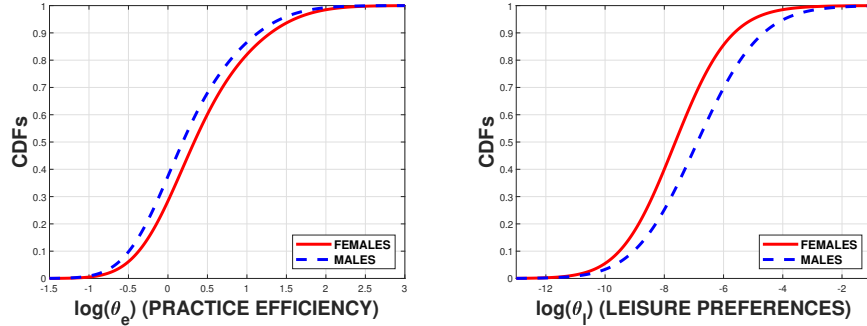 CDFs
1
0.9
0.8
0.7
0.6
0.5
0.4
0.3
0.2
0.1
0
-1.5 -1 -0.5 0 0.5 1 1.5 2 2.5 3
log(θe) (PRACTICE EFFICIENCY)
FEMALES
MALES
CDFs
1
0.9
0.8
0.7
0.6
0.5
0.4
0.3
0.2
0.1
0
-12 -10 -8 -6 -4 -2
log(θl) (LEISURE PREFERENCES)
FEMALES
MALES